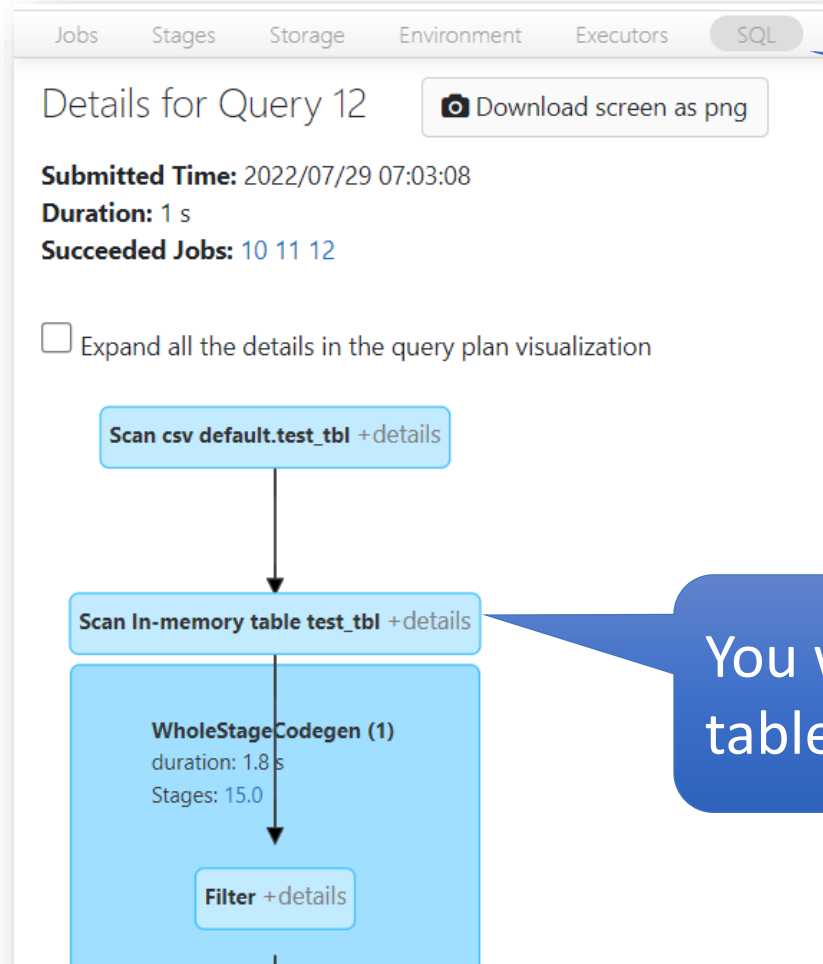 Jobs Stages Storage Environment Executors SQL
Details for Query 12
Download screen as png
Submitted Time: 2022/07/29 07:03:08
Duration: 1 s
Succeeded Jobs: 10 11 12
Expand all the details in the query plan visualization
Scan csv default.test_tbl +details
Scan In-memory table test_tbl +details
You
table
WholeStageCodegen (1)
duration: 1.8 s
Stages: 15.0
Filter +details